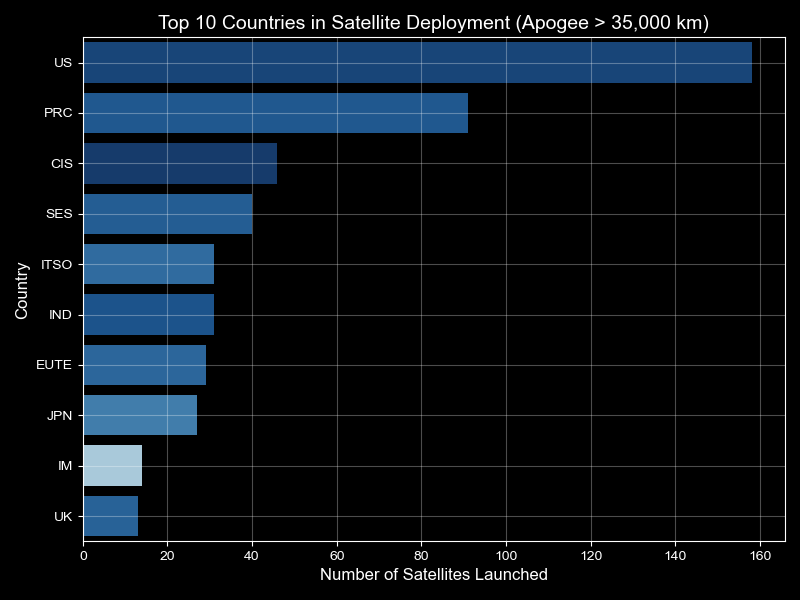 Top 10 Countries in Satellite Deployment (Apogee > 35,000 km)
Country
US
PRC
CIS
SES
ITSO
IND
EUTE
JPN
IM
UK
0 20 40 60 80 100 120 140 160
Number of Satellites Launched